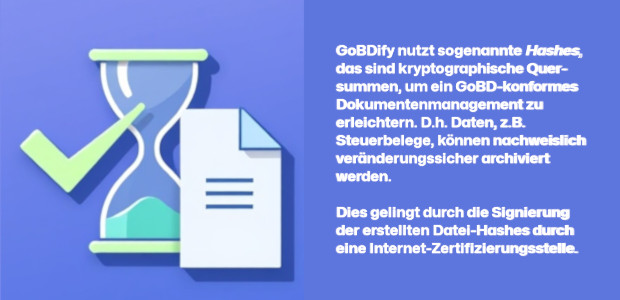 GoBDify nutzt sogenannte Hashes,
das sind kryptographische Quer-
summen, um ein GoBD-konformes
Dokumentenmanagement zu
erleichtern. D.h. Daten, z.B.
Steuerbelege, können nachweislich
veränderungssicher archiviert
werden.
Dies gelingt durch die Signierung
der erstellten Datei-Hashes durch
eine Internet-Zertifizierungsstelle.